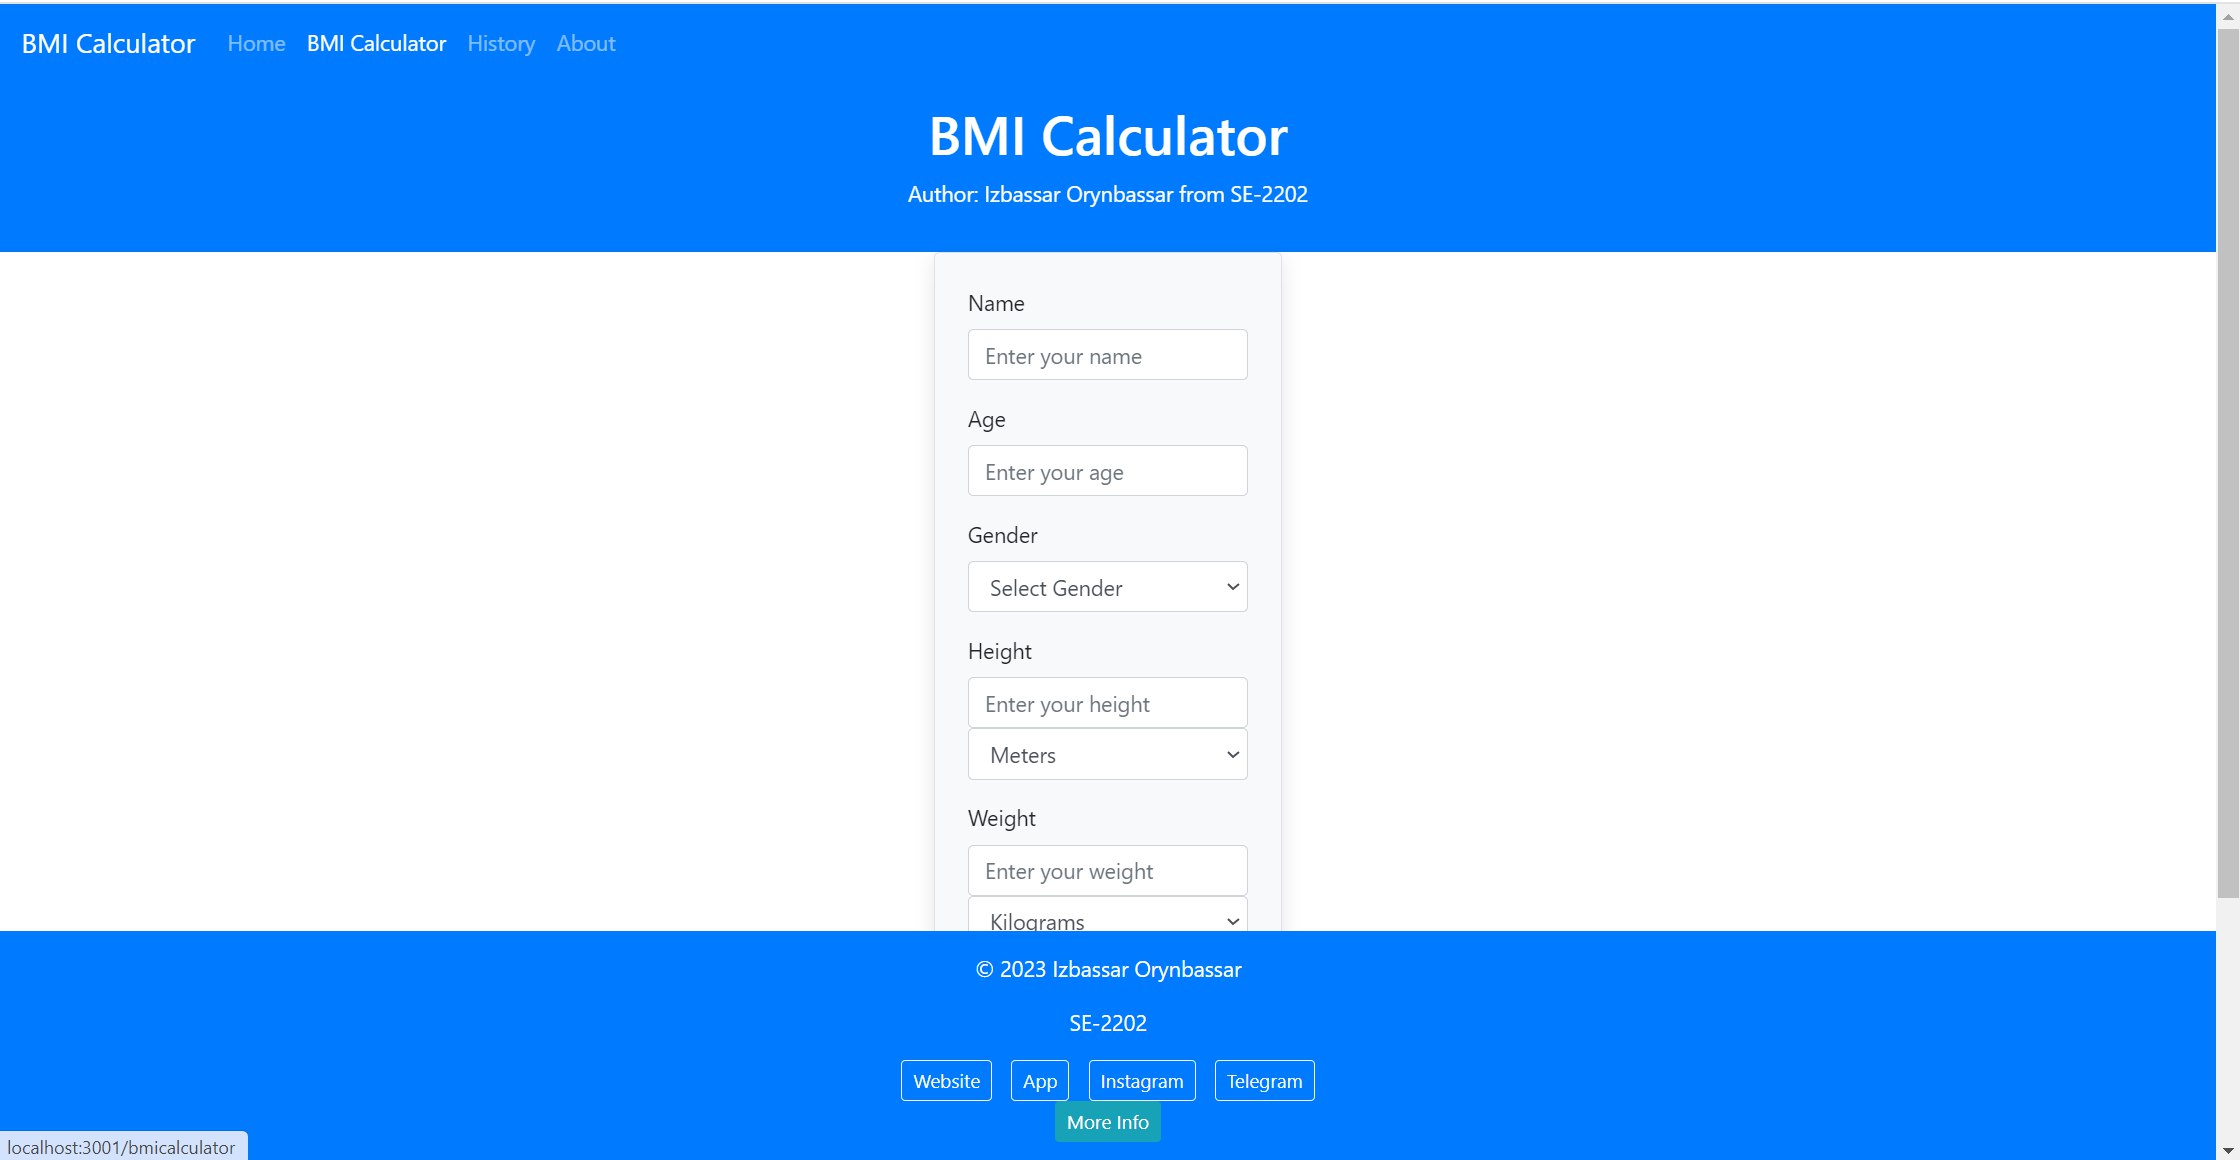 BMI Calculator Home BMI Calculator History About
BMI Calculator
Author: Izbassar Orynbassar from SE-2202
Name
Enter your name
Age
Enter your age
Gender
Select Gender
Height
Enter your height
Meters
Weight
Enter your weight
Kilograms
© 2023 Izbassar Orynbassar
SE-2202
Website App Instagram Telegram
More Info
localhost:3001/bmicalculator